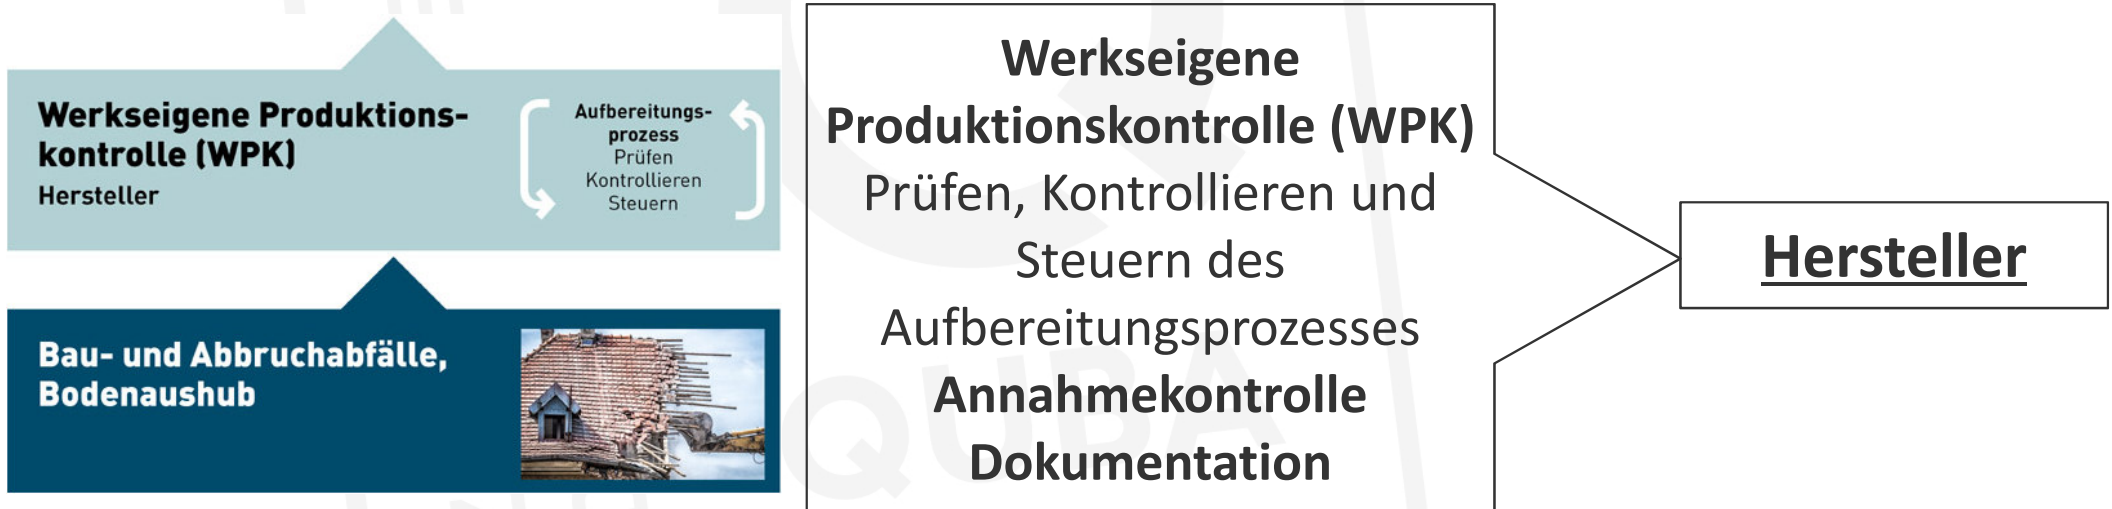 Werkseigene Produktions-
kontrolle (WPK)
Hersteller
Aufbereitungs-
prozess
Prüfen
Kontrollieren
Steuern
Bau- und Abbruchabfälle,
Bodenaushub
Werkseigene
Produktionskontrolle (WPK)
Prüfen, Kontrollieren und
Steuern des
Aufbereitungsprozesses
Annahmekontrolle
Dokumentation
Hersteller
QUBA